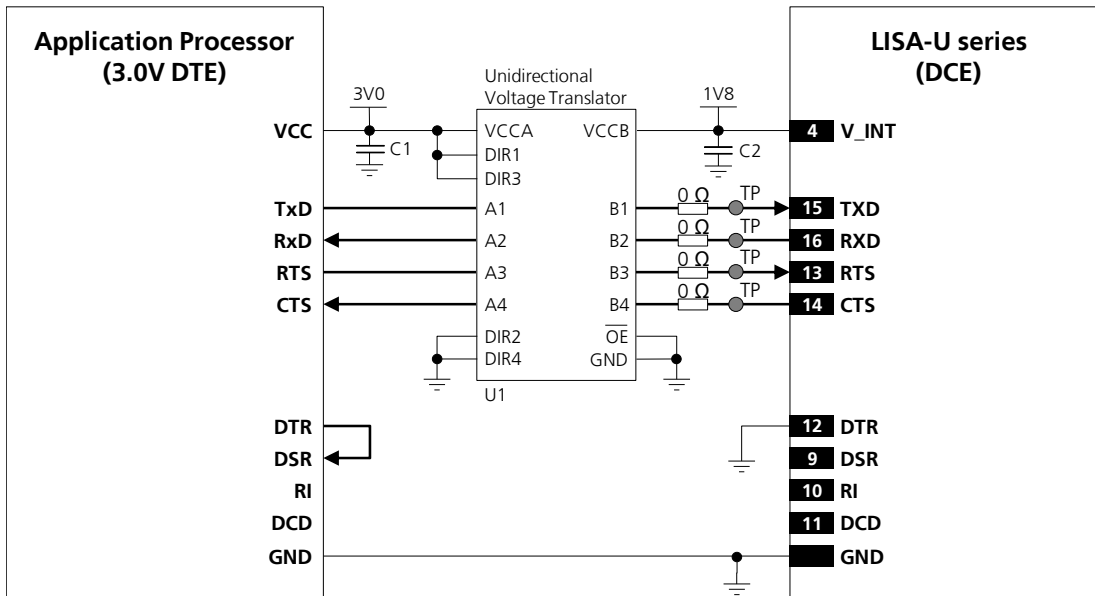 Application Processor
(3.0V DTE)
LISA-U series
(DCE)
Unidirectional
Voltage Translator
3V0
1V8
VCC
VCCA
VCCB
4
V_INT
C1
C2
DIR1
DIR3
0 Ω
TP
TxD
A1
B1
15
TXD
0 Ω
TP
RxD
A2
B2
16
RXD
0 Ω
TP
RTS
A3
B3
13
RTS
0 Ω
TP
CTS
A4
B4
14
CTS
DIR2
OE
DIR4
GND
U1
DTR
12
DTR
DSR
9
DSR
RI
10
RI
DCD
11
DCD
GND
GND